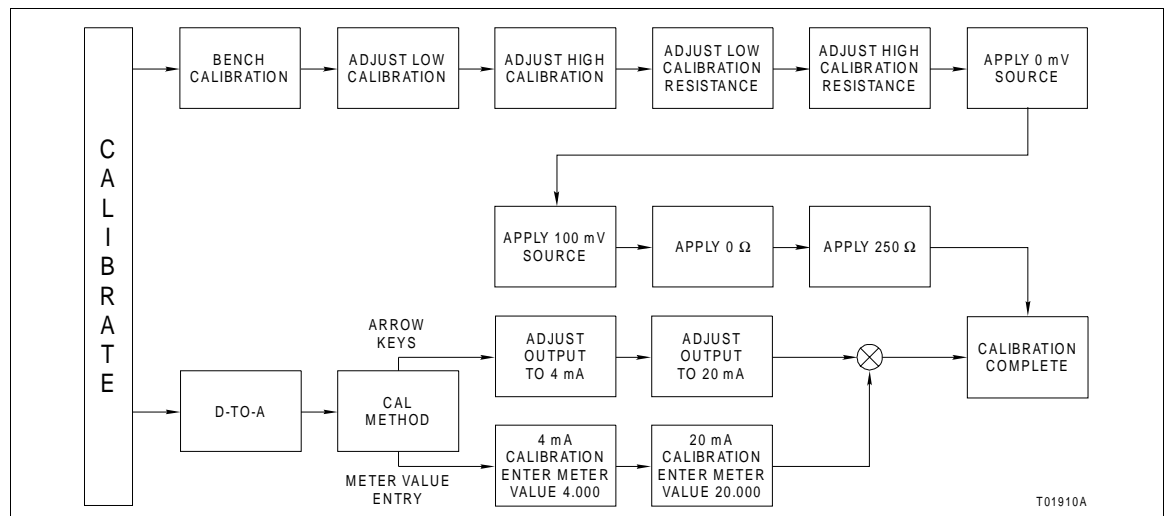 CALIBRATE
BENCH
CALIBRATION
ADJUST LOW
CALIBRATION
ADJUST HIGH
CALIBRATION
ADJUST LOW
CALIBRATION
RESISTANCE
ADJUST HIGH
CALIBRATION
RESISTANCE
APPLY 0 mV
SOURCE
APPLY 100 mV
SOURCE
APPLY 0 Ω
APPLY 250 Ω
D-TO-A
CAL
METHOD
ARROW
KEYS
ADJUST
OUTPUT
TO 4 mA
ADJUST
OUTPUT
TO 20 mA
METER VALUE
ENTRY
4 mA
CALIBRATION
ENTER METER
VALUE 4.000
20 mA
CALIBRATION
ENTER METER
VALUE 20.000
CALIBRATION
COMPLETE
T01910A